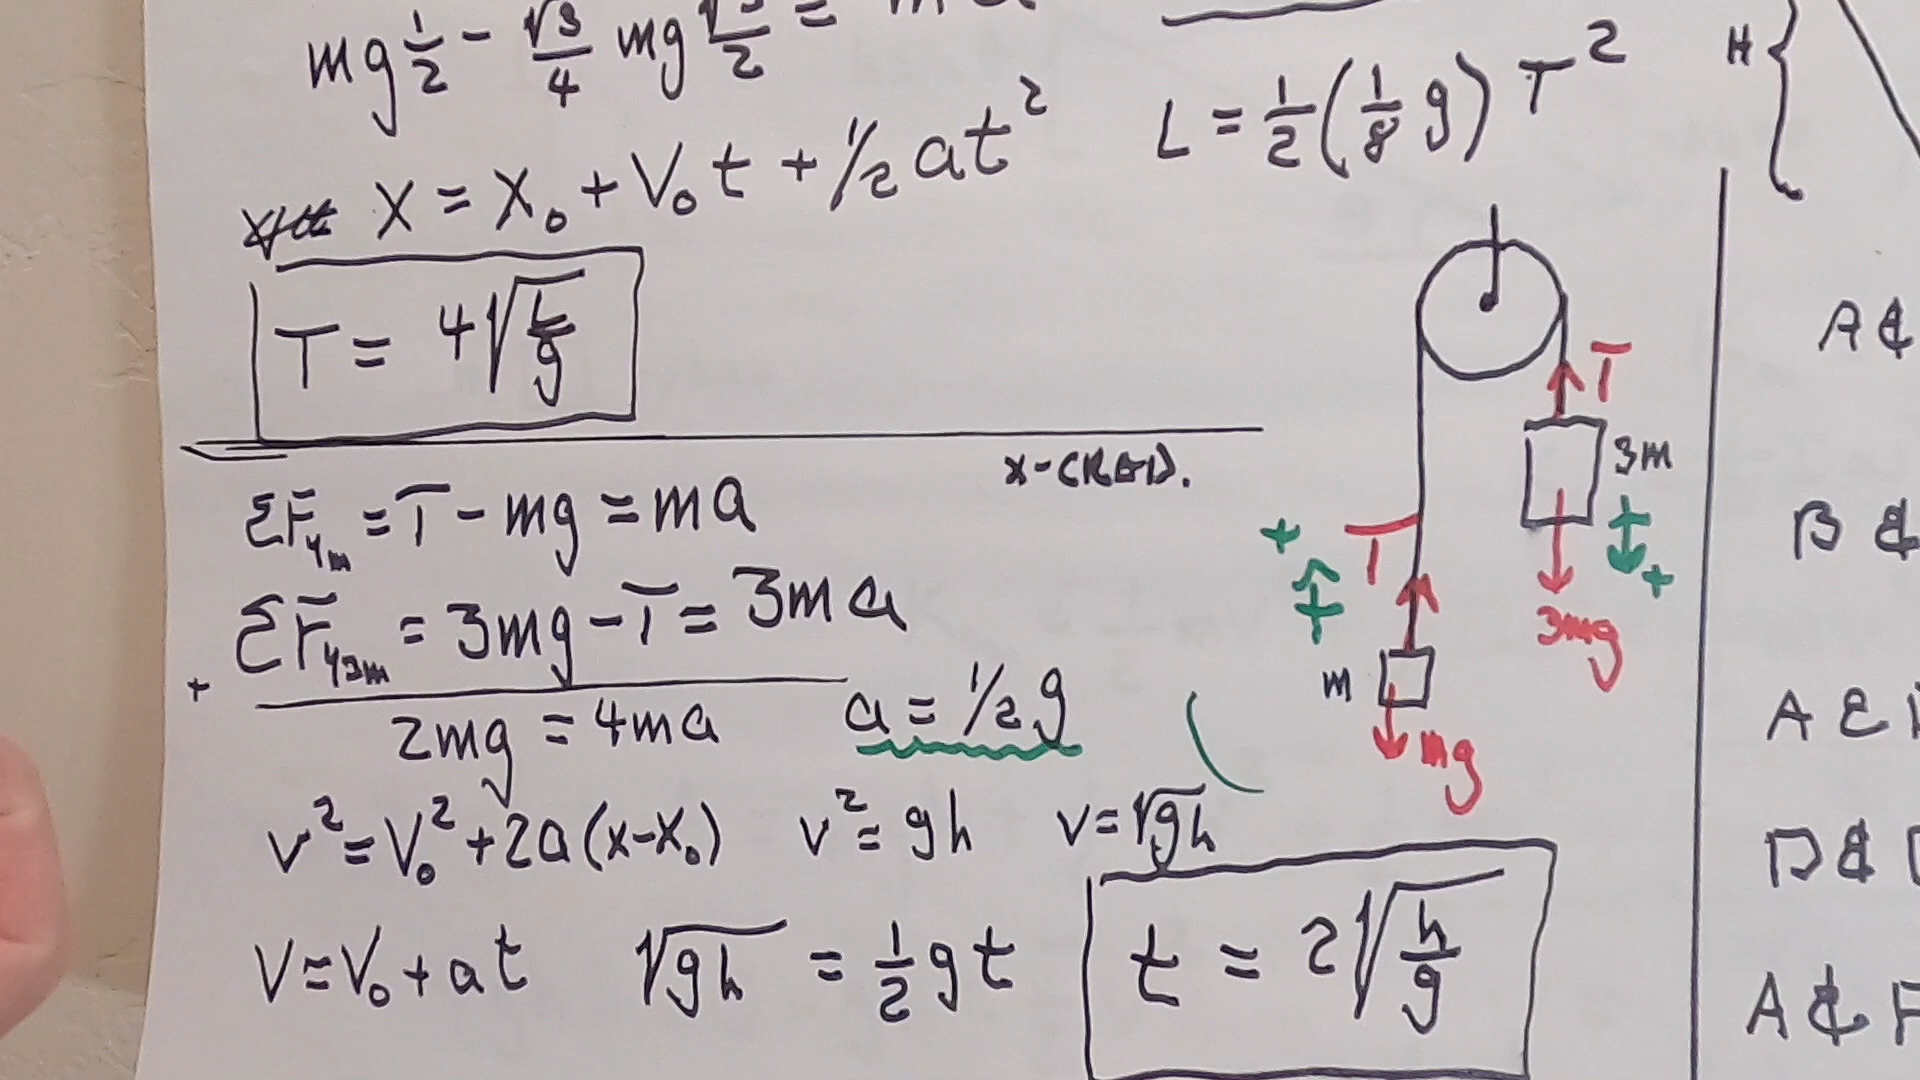 mg 1/2 - √3/4 mg √3/2 = ma
L = 1/2 (1/8 g) T²
H
X = X₀ + V₀t + 1/2 at²
T = 4√(L/g)
X-CRED.
ΣF_ym = T - mg = ma
ΣF_y3m = 3mg - T = 3ma
+
2mg = 4ma
a = 1/2 g
v² = V₀² + 2a(x-x₀)
v² = gh
v = √gh
V = V₀ + at
√gh = 1/2 gt
t = 2√(h/g)
T
3m
+
T
+
3mg
m
mg
A &
B &
A &
D &
A & F